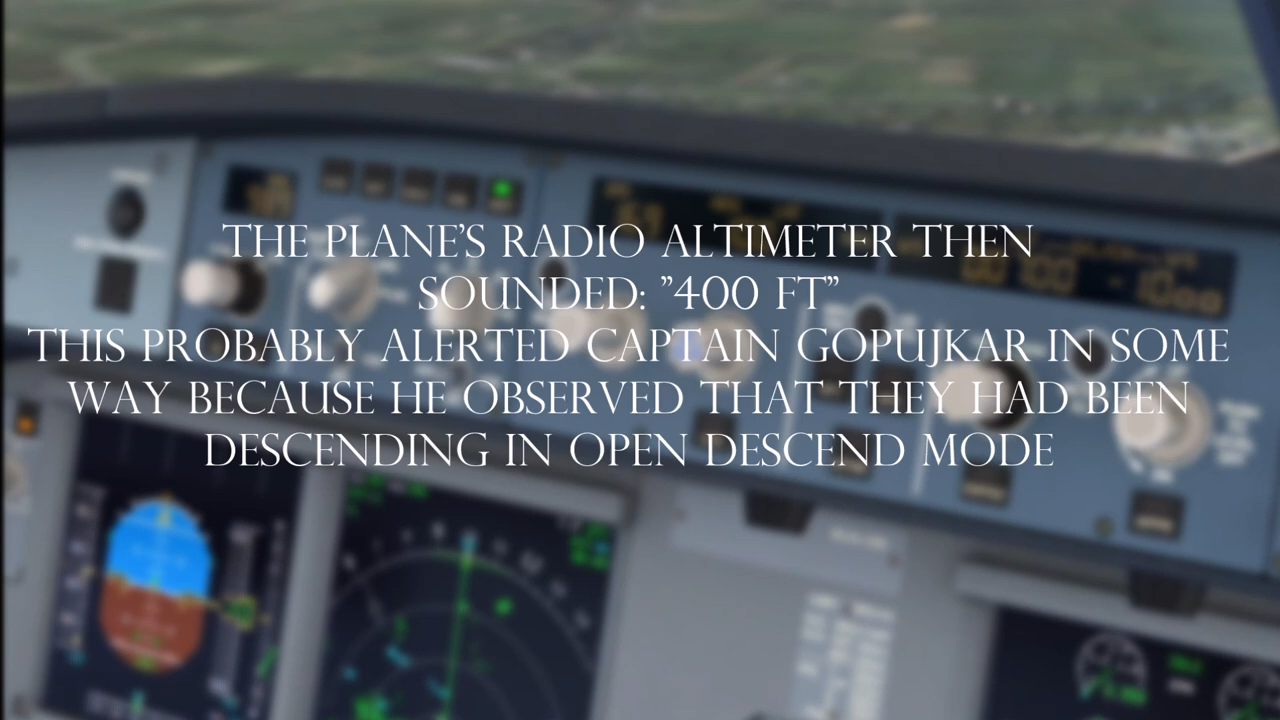 THE PLANE'S RADIO ALTIMETER THEN
SOUNDED: "400 FT"
THIS PROBABLY ALERTED CAPTAIN GOPUJKAR IN SOME
WAY BECAUSE HE OBSERVED THAT THEY HAD BEEN
DESCENDING IN OPEN DESCEND MODE